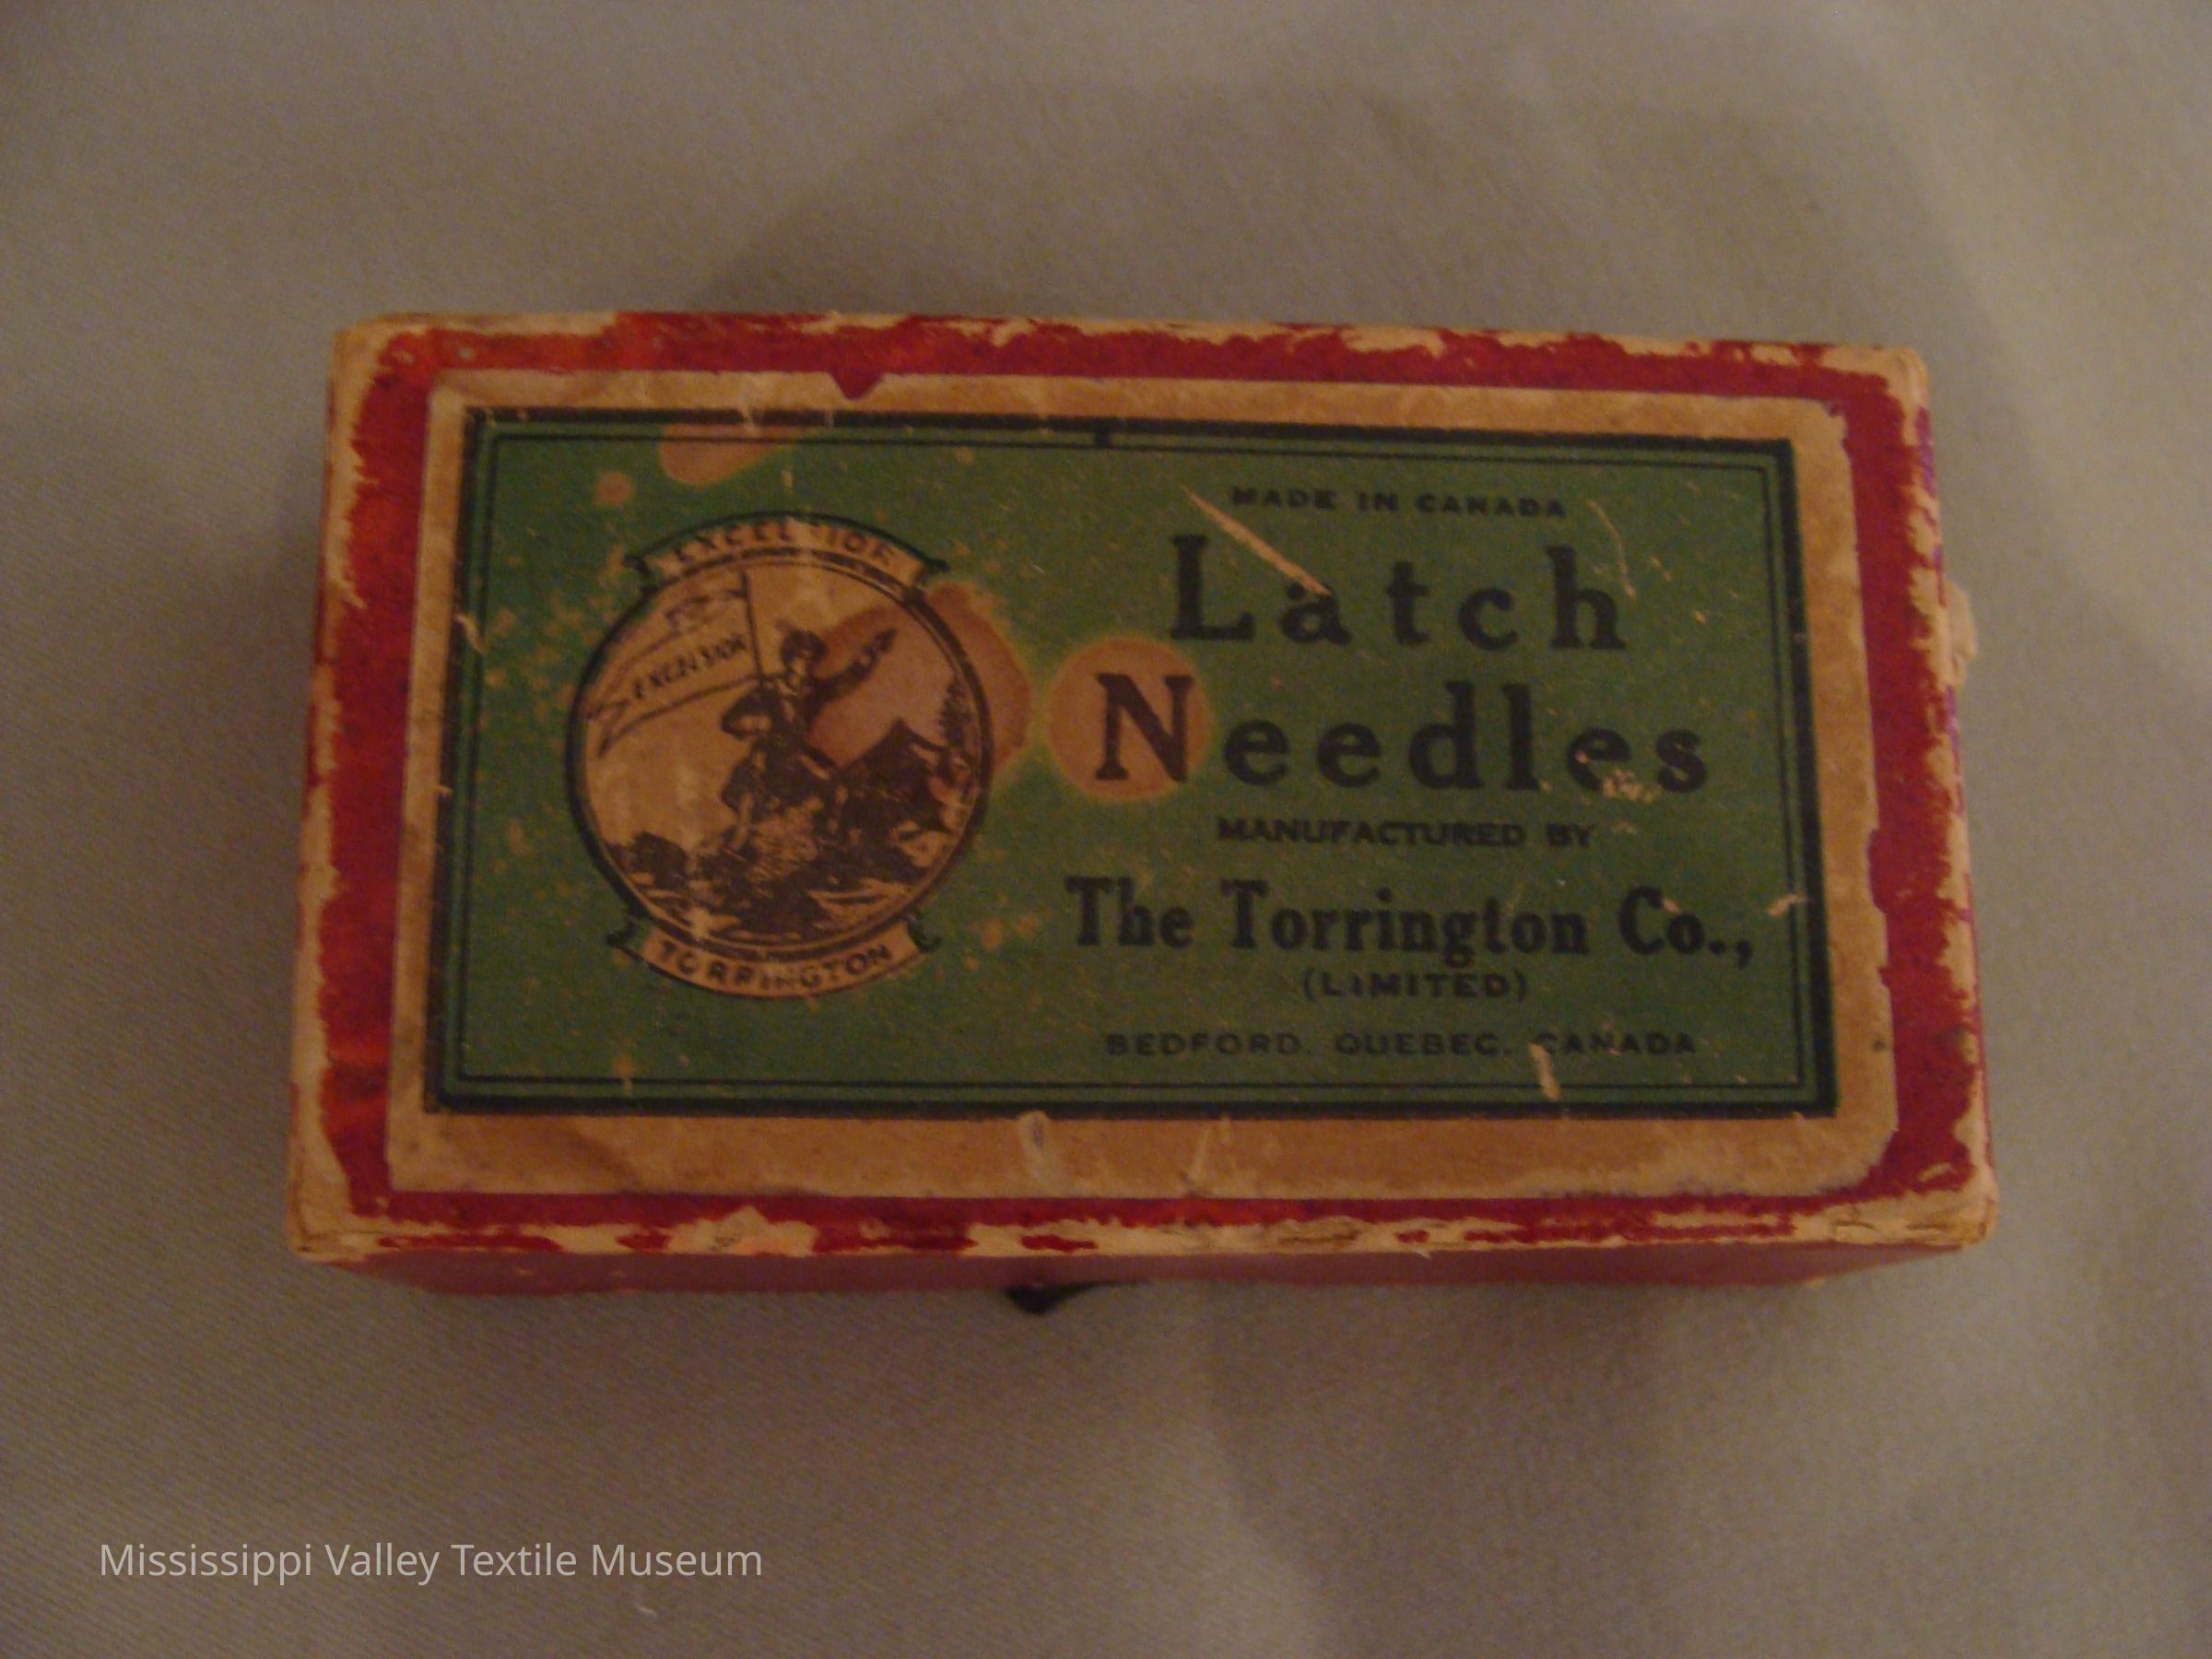 EXCELSIOR
EXCELSIOR
TORRINGTON
MADE IN CANADA
Latch
Needles
MANUFACTURED BY
The Torrington Co.,
(LIMITED)
BEDFORD, QUEBEC, CANADA
Mississippi Valley Textile Museum